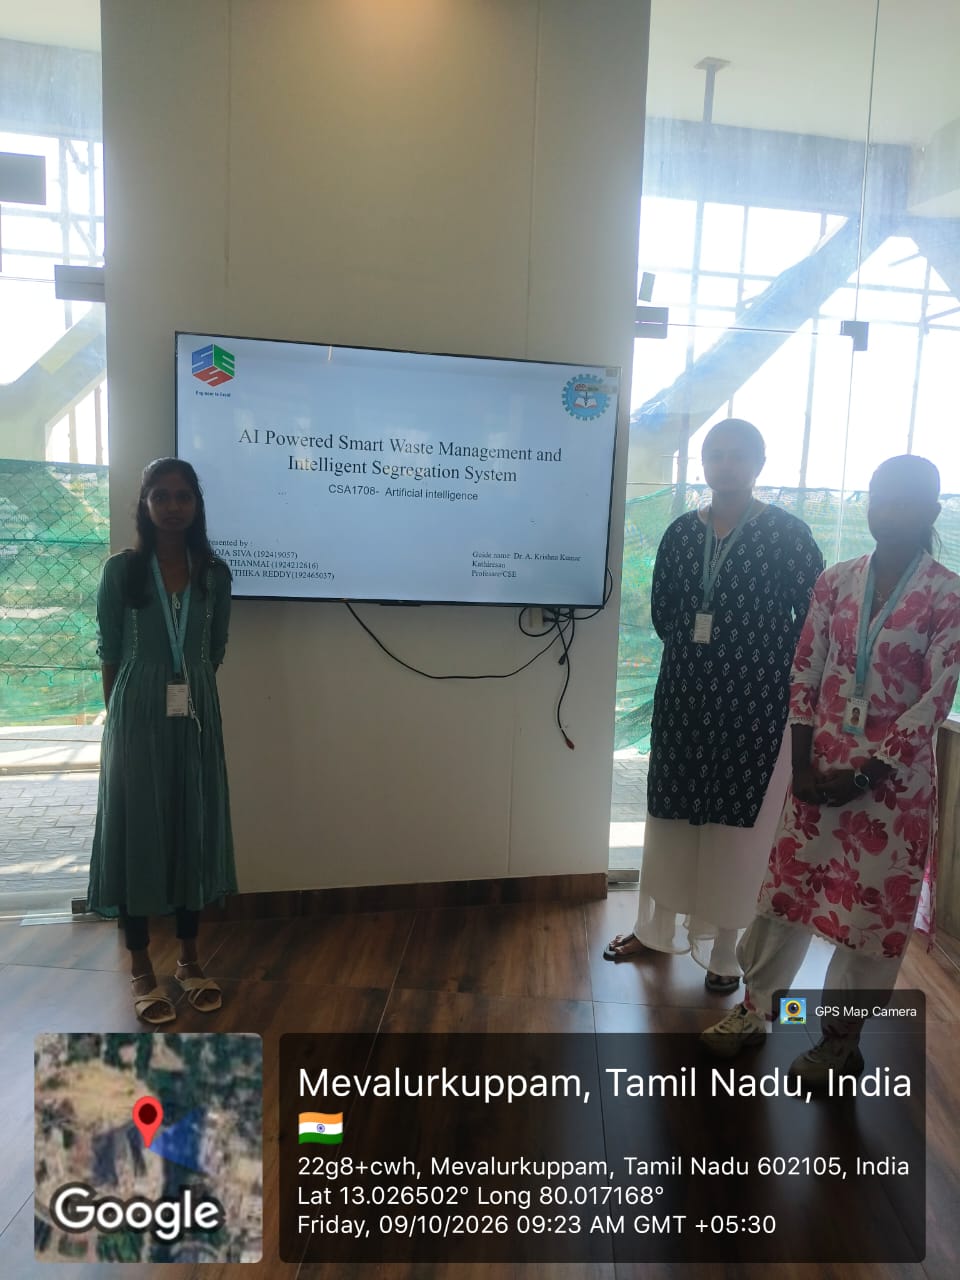 Engineer to Excel
AI Powered Smart Waste Management and
Intelligent Segregation System
CSA1708- Artificial intelligence
resented by :
OJA SIVA (192419057)
THANMAI (1924212616)
THIKA REDDY(192465037)
Guide name: Dr. A. Krishna Kumar
Kathiresan
Professor/CSE
GPS Map Camera
Mevalurkuppam, Tamil Nadu, India
22g8+cwh, Mevalurkuppam, Tamil Nadu 602105, India
Lat 13.026502° Long 80.017168°
Friday, 09/10/2026 09:23 AM GMT +05:30
Google